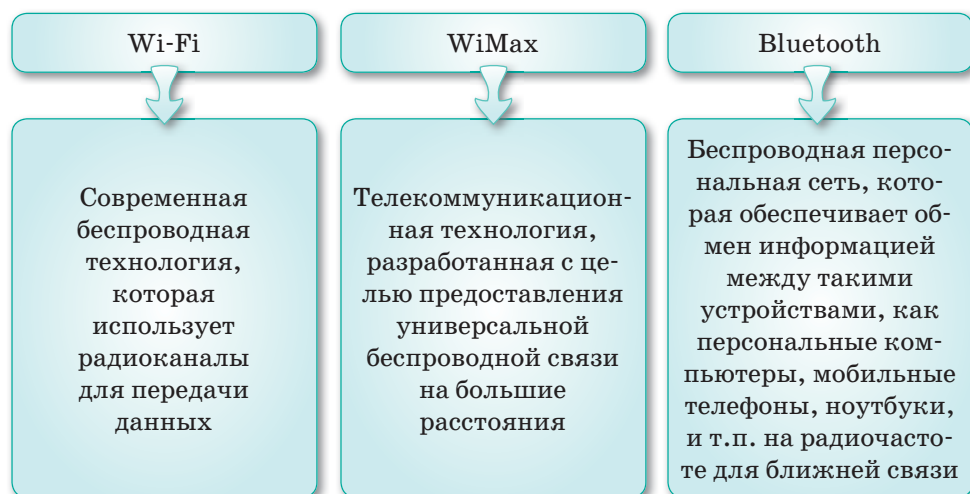 Wi-Fi
Современная
беспроводная
технология,
которая
использует
радиоканалы
для передачи
данных
WiMax
Телекоммуникацион-
ная технология,
разработанная с це-
лью предоставления
универсальной
беспроводной связи
на большие
расстояния
Bluetooth
Беспроводная персо-
нальная сеть, кото-
рая обеспечивает об-
мен информацией
между такими
устройствами, как
персональные ком-
пьютеры, мобильные
телефоны, ноутбуки,
и т.п. на радиочасто-
те для ближней связи